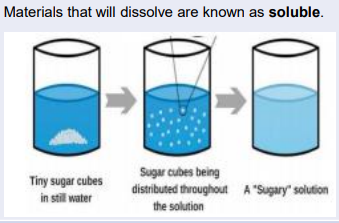 Materials that will dissolve are known as soluble.
Tiny sugar cubes
in still water
Sugar cubes being
distributed throughout
the solution
A "Sugary" solution